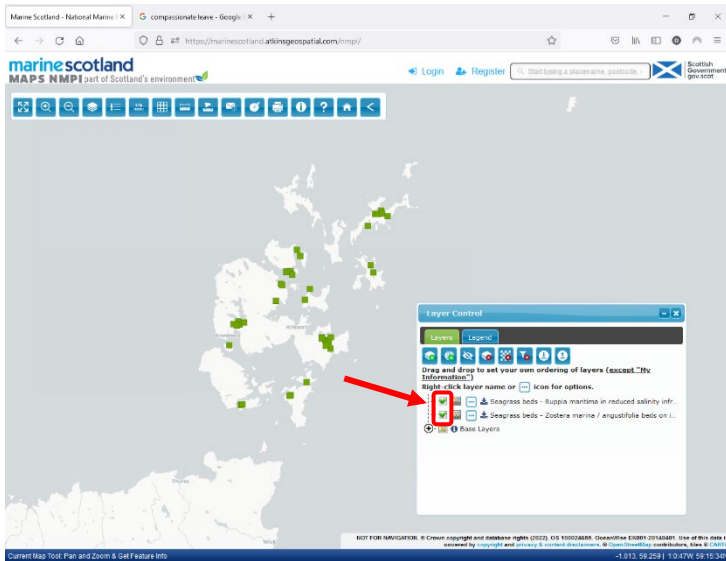 Marine Scotland - National Marine
compassionate leave - Google
https://marinescotland.atkinsgeospatial.com/nmpi/
marinescotland
MAPS NMPI part of Scotland's environment
Login
Register
Start typing a placename, postcode,
Scottish
Government
gov.scot
Kirkwall
Stromness
Thurso
Wick
Layer Control
Layers
Legend
Drag and drop to set your own ordering of layers (except "My
Information")
Right-click layer name or icon for options.
Seagrass beds - Ruppia maritima in reduced salinity infr...
Seagrass beds - Zostera marina / angustifolia beds on l...
Base Layers
NOT FOR NAVIGATION. © Crown copyright and database rights (2022). OS 100024655. OceanWise EK001-20140401. Use of this data i
covered by copyright and privacy & content disclaimers. © OpenStreetMap contributors, tiles © CARTO
Current Map Tool: Pan and Zoom & Get Feature Info
-1.013, 59.259 | 1:0:47W, 59:15:34N